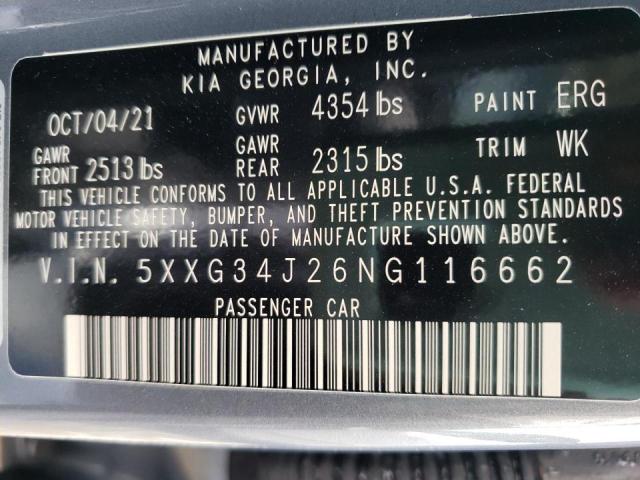 MANUFACTURED BY
KIA GEORGIA, INC.
OCT/04/21 GVWR 4354 lbs PAINT ERG
GAWR FRONT 2513 lbs GAWR REAR 2315 lbs TRIM WK
THIS VEHICLE CONFORMS TO ALL APPLICABLE U.S.A. FEDERAL
MOTOR VEHICLE SAFETY, BUMPER, AND THEFT PREVENTION STANDARDS
IN EFFECT ON THE DATE OF MANUFACTURE SHOWN ABOVE.
V.I.N. 5XXG34J26NG116662
PASSENGER CAR